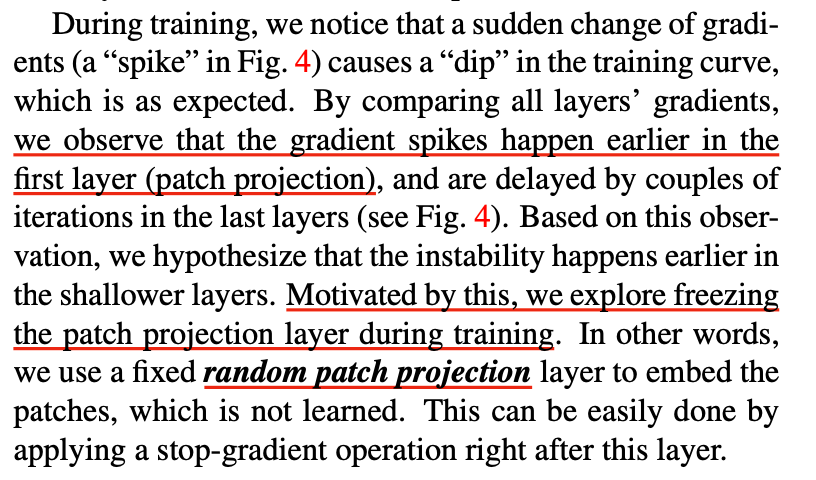 During training, we notice that a sudden change of gradi-
ents (a “spike” in Fig. 4) causes a “dip” in the training curve,
which is as expected. By comparing all layers’ gradients,
we observe that the gradient spikes happen earlier in the
first layer (patch projection), and are delayed by couples of
iterations in the last layers (see Fig. 4). Based on this obser-
vation, we hypothesize that the instability happens earlier in
the shallower layers. Motivated by this, we explore freezing
the patch projection layer during training. In other words,
we use a fixed random patch projection layer to embed the
patches, which is not learned. This can be easily done by
applying a stop-gradient operation right after this layer.